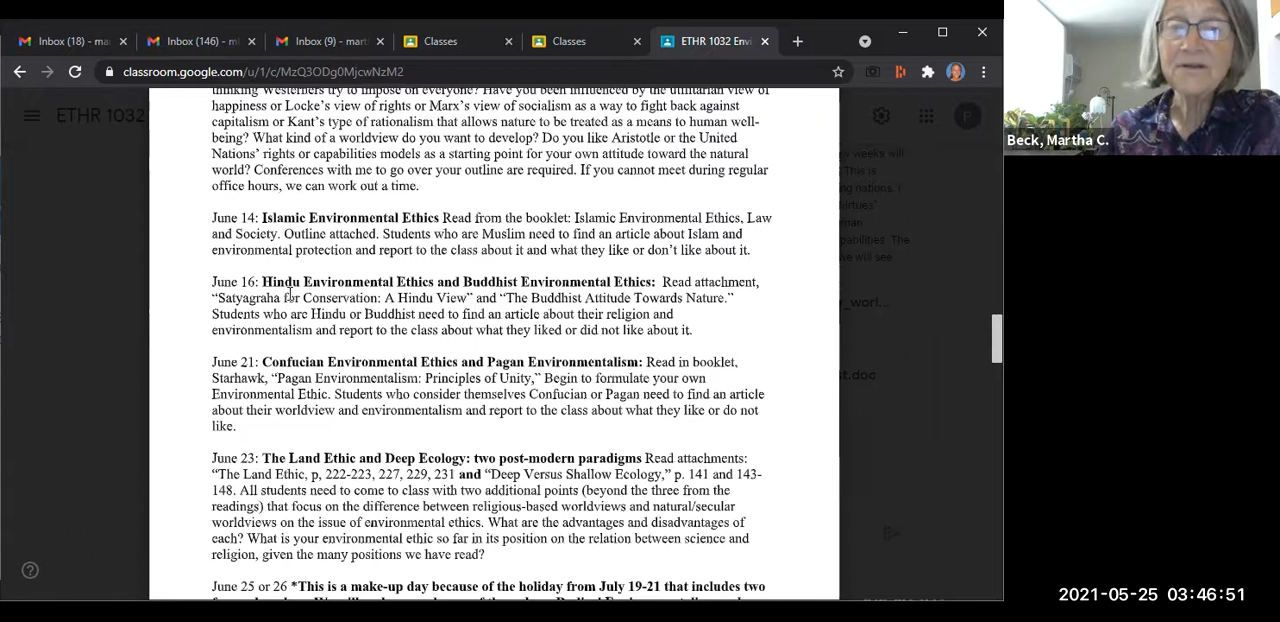 Inbox (18) - ma
Inbox (146) - m
Inbox (9) - mart
Classes
Classes
ETHR 1032 Envi
classroom.google.com/u/1/c/MzQ3ODg0MjcwNzM2
ETHR 1032
P
thinking Westerners try to impose on everyone? Have you been influenced by the utilitarian view of
happiness or Locke's view of rights or Marx's view of socialism as a way to fight back against
capitalism or Kant's type of rationalism that allows nature to be treated as a means to human well-
being? What kind of a worldview do you want to develop? Do you like Aristotle or the United
Nations' rights or capabilities models as a starting point for your own attitude toward the natural
world? Conferences with me to go over your outline are required. If you cannot meet during regular
office hours, we can work out a time.
June 14: Islamic Environmental Ethics Read from the booklet: Islamic Environmental Ethics, Law
and Society. Outline attached. Students who are Muslim need to find an article about Islam and
environmental protection and report to the class about it and what they like or don't like about it.
June 16: Hindu Environmental Ethics and Buddhist Environmental Ethics: Read attachment,
“Satyagraha for Conservation: A Hindu View” and “The Buddhist Attitude Towards Nature.”
Students who are Hindu or Buddhist need to find an article about their religion and
environmentalism and report to the class about what they liked or did not like about it.
June 21: Confucian Environmental Ethics and Pagan Environmentalism: Read in booklet,
Starhawk, “Pagan Environmentalism: Principles of Unity,” Begin to formulate your own
Environmental Ethic. Students who consider themselves Confucian or Pagan need to find an article
about their worldview and environmentalism and report to the class about what they like or do not
like.
June 23: The Land Ethic and Deep Ecology: two post-modern paradigms Read attachments:
“The Land Ethic, p, 222-223, 227, 229, 231 and “Deep Versus Shallow Ecology,” p. 141 and 143-
148. All students need to come to class with two additional points (beyond the three from the
readings) that focus on the difference between religious-based worldviews and natural/secular
worldviews on the issue of environmental ethics. What are the advantages and disadvantages of
each? What is your environmental ethic so far in its position on the relation between science and
religion, given the many positions we have read?
June 25 or 26 *This is a make-up day because of the holiday from July 19-21 that includes two
weeks will
This is
ng nations. I
irtues'
man
pabilities. The
e will see
_worl...
st.doc
Beck, Martha C.
2021-05-25 03:46:51